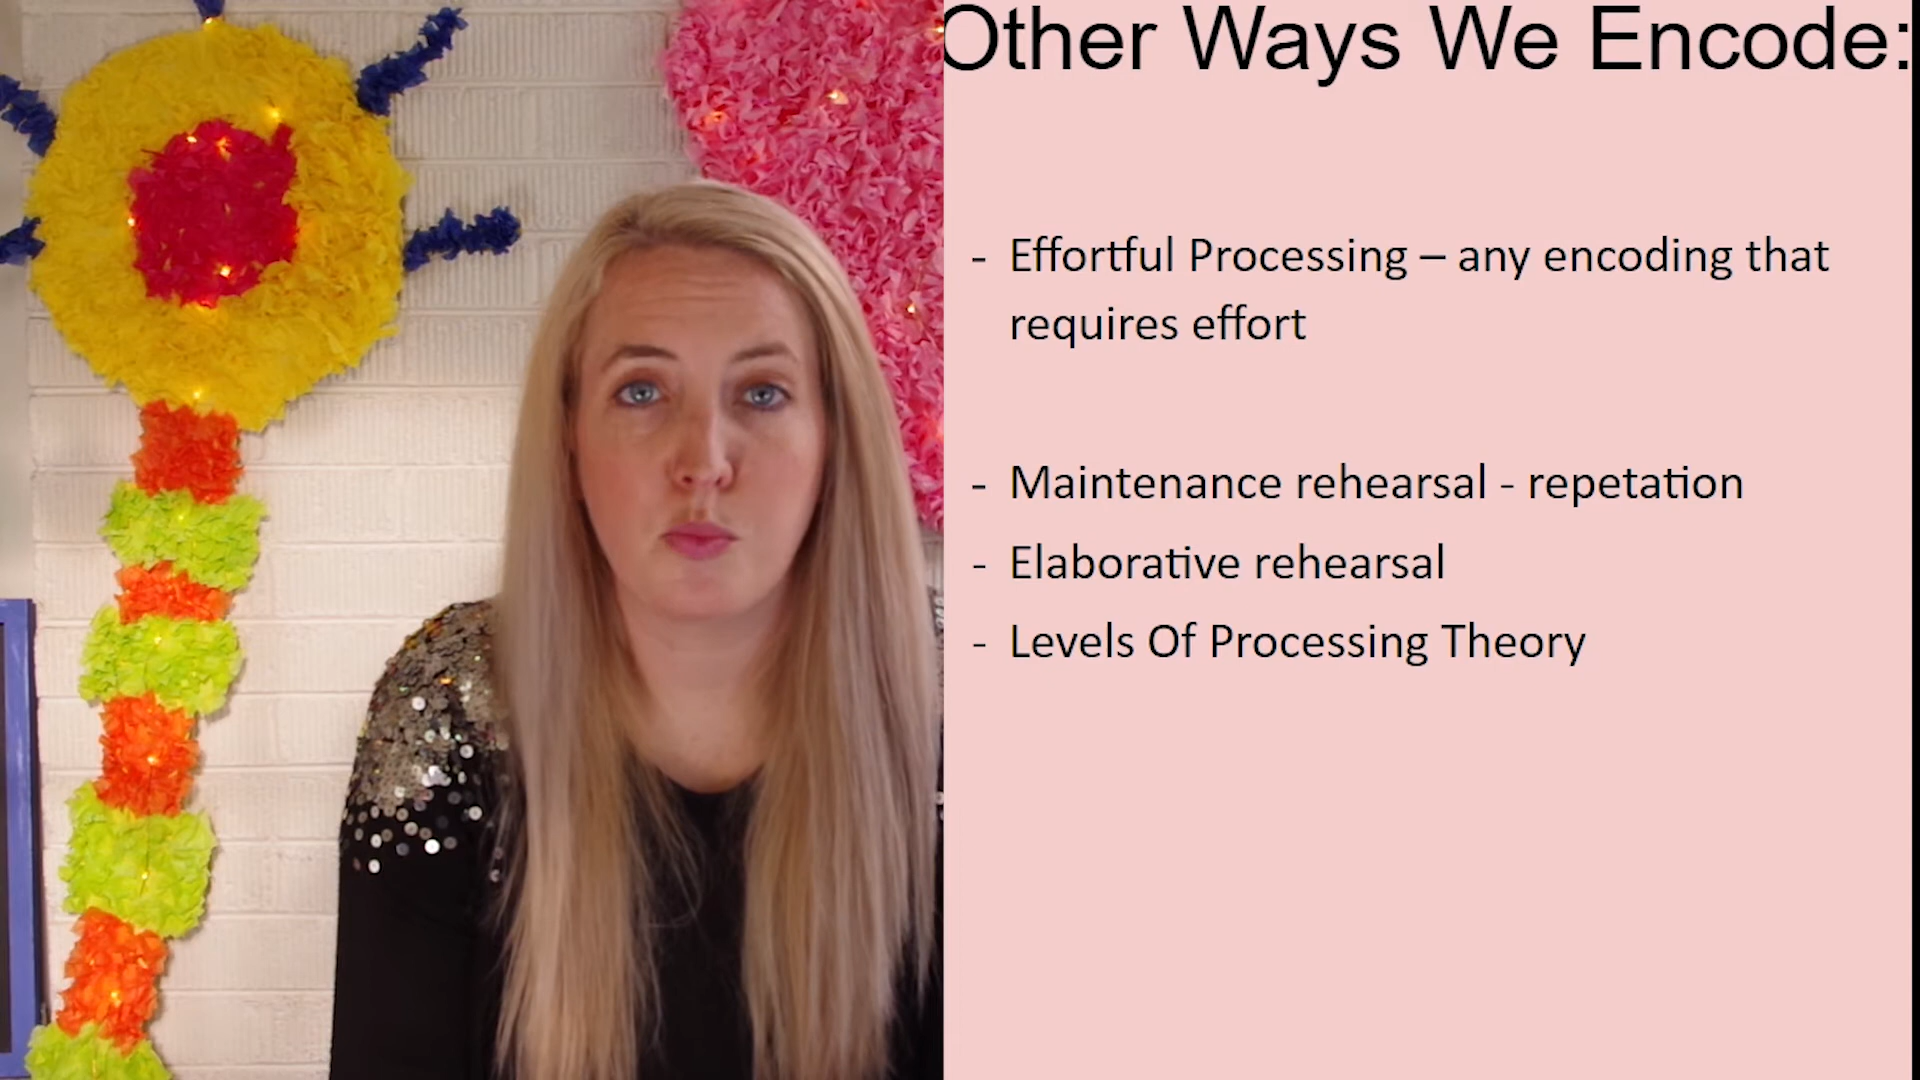 Other Ways We Encode:
- Effortful Processing – any encoding that
requires effort
- Maintenance rehearsal - repetation
- Elaborative rehearsal
- Levels Of Processing Theory